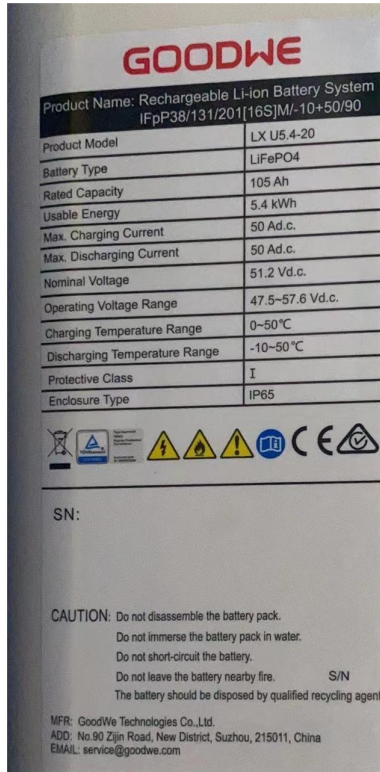 GOODWE
Product Name: Rechargeable Li-ion Battery System
IFpP38/131/201[16S]M/-10+50/90
Product Model LX U5.4-20
Battery Type LiFePO4
Rated Capacity 105 Ah
Usable Energy 5.4 kWh
Max. Charging Current 50 Ad.c.
Max. Discharging Current 50 Ad.c.
Nominal Voltage 51.2 Vd.c.
Operating Voltage Range 47.5~57.6 Vd.c.
Charging Temperature Range 0~50℃
Discharging Temperature Range -10~50℃
Protective Class I
Enclosure Type IP65
CE
SN:
CAUTION: Do not disassemble the battery pack.
Do not immerse the battery pack in water.
Do not short-circuit the battery.
Do not leave the battery nearby fire. S/N
The battery should be disposed by qualified recycling agent
MFR: GoodWe Technologies Co.,Ltd.
ADD: No.90 Zijin Road, New District, Suzhou, 215011, China
EMAIL: service@goodwe.com